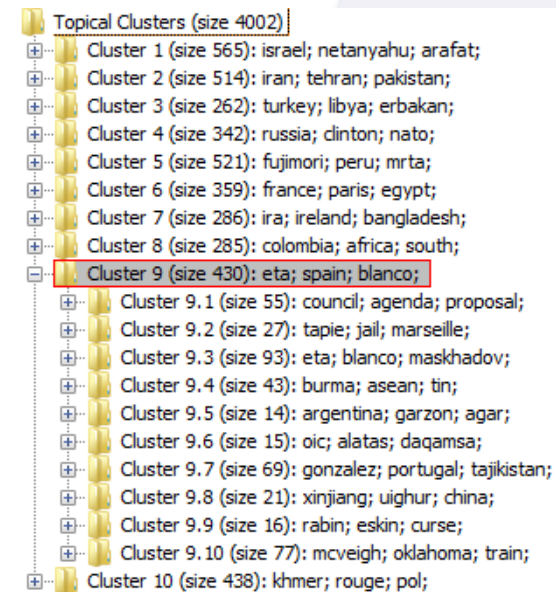 Topical Clusters (size 4002)
Cluster 1 (size 565): israel; netanyahu; arafat;
Cluster 2 (size 514): iran; tehran; pakistan;
Cluster 3 (size 262): turkey; libya; erbakan;
Cluster 4 (size 342): russia; clinton; nato;
Cluster 5 (size 521): fujimori; peru; mrta;
Cluster 6 (size 359): france; paris; egypt;
Cluster 7 (size 286): ira; ireland; bangladesh;
Cluster 8 (size 285): colombia; africa; south;
Cluster 9 (size 430): eta; spain; blanco;
Cluster 9.1 (size 55): council; agenda; proposal;
Cluster 9.2 (size 27): tapie; jail; marseille;
Cluster 9.3 (size 93): eta; blanco; maskhadov;
Cluster 9.4 (size 43): burma; asean; tin;
Cluster 9.5 (size 14): argentina; garzon; agar;
Cluster 9.6 (size 15): oic; alatas; daqamsa;
Cluster 9.7 (size 69): gonzalez; portugal; tajikistan;
Cluster 9.8 (size 21): xinjiang; uighur; china;
Cluster 9.9 (size 16): rabin; eskin; curse;
Cluster 9.10 (size 77): mcveigh; oklahoma; train;
Cluster 10 (size 438): khmer; rouge; pol;